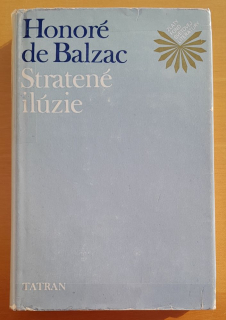 Honoré
de Balzac
Stratené
ilúzie
TATRAN